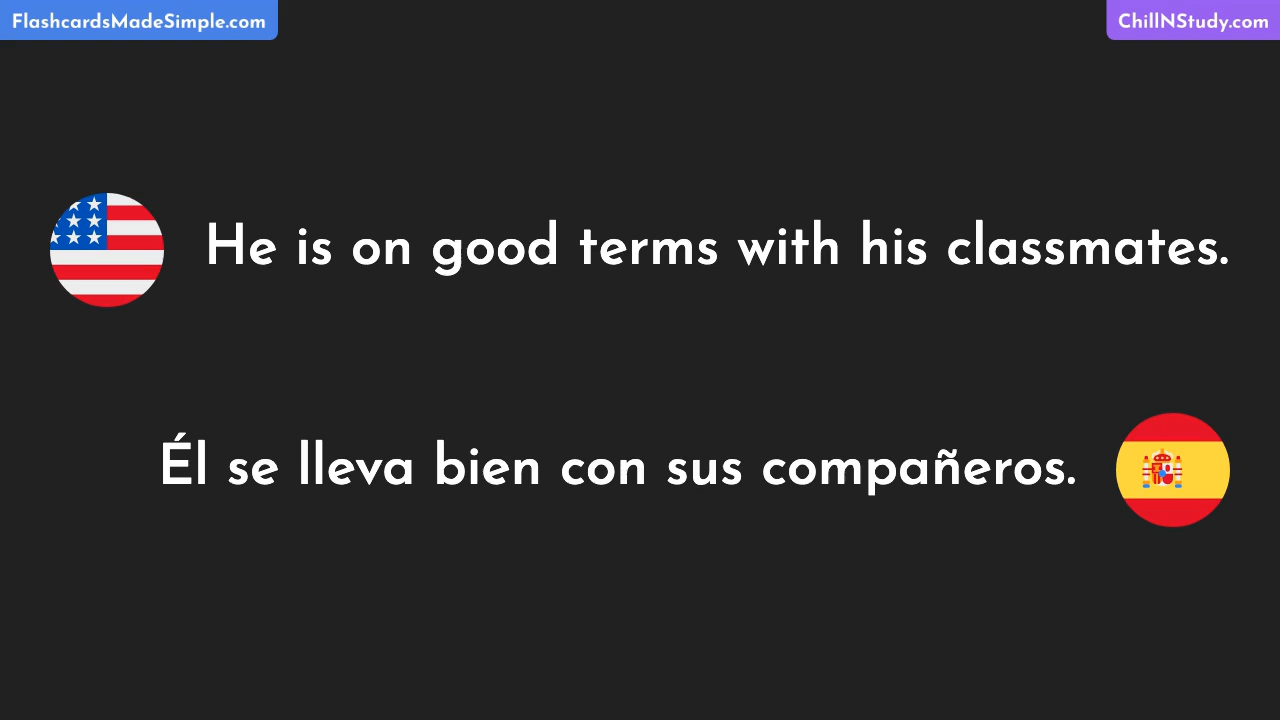 FlashcardsMadeSimple.com
ChillNStudy.com
He is on good terms with his classmates.
Él se lleva bien con sus compañeros.